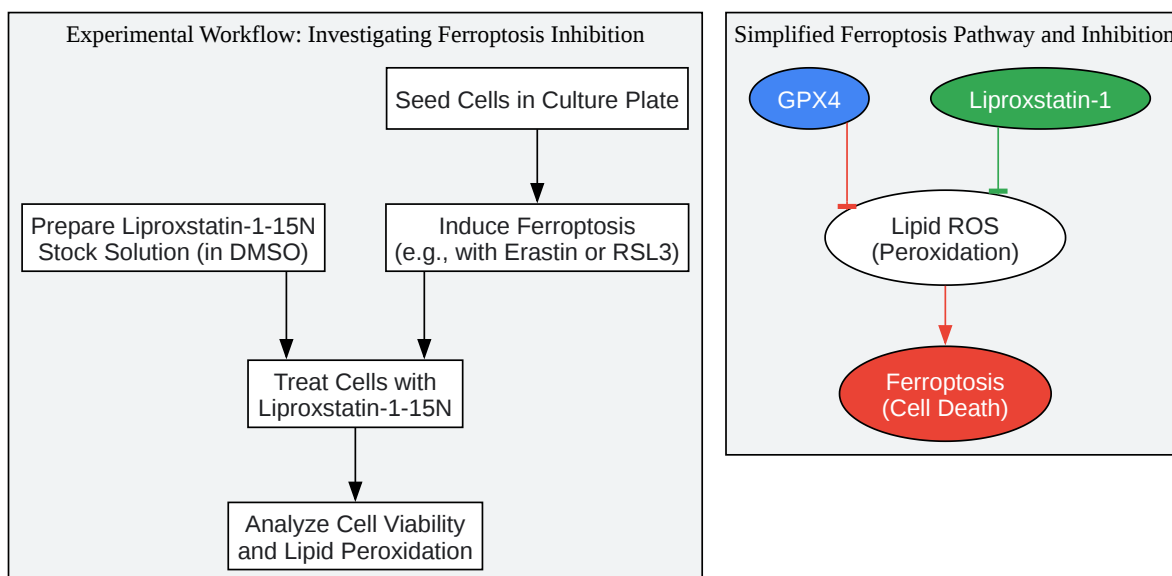 Experimental Workflow: Investigating Ferroptosis Inhibition
Seed Cells in Culture Plate
Prepare Liproxstatin-1-15N
Stock Solution (in DMSO)
Induce Ferroptosis
(e.g., with Erastin or RSL3)
Treat Cells with
Liproxstatin-1-15N
Analyze Cell Viability
and Lipid Peroxidation
Simplified Ferroptosis Pathway and Inhibition
GPX4
Liproxstatin-1
Lipid ROS
(Peroxidation)
Ferroptosis
(Cell Death)